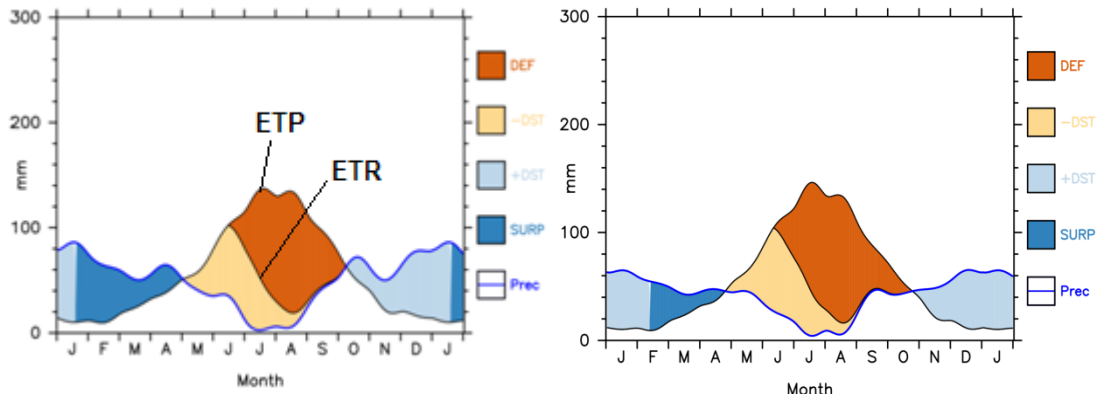 300
200
100
0
mm
J F M A M J J A S O N D J
Month
ETP
ETR
DEF
-DST
+DST
SURP
Prec
300
200
100
0
mm
J F M A M J J A S O N D J
Month
DEF
-DST
+DST
SURP
Prec